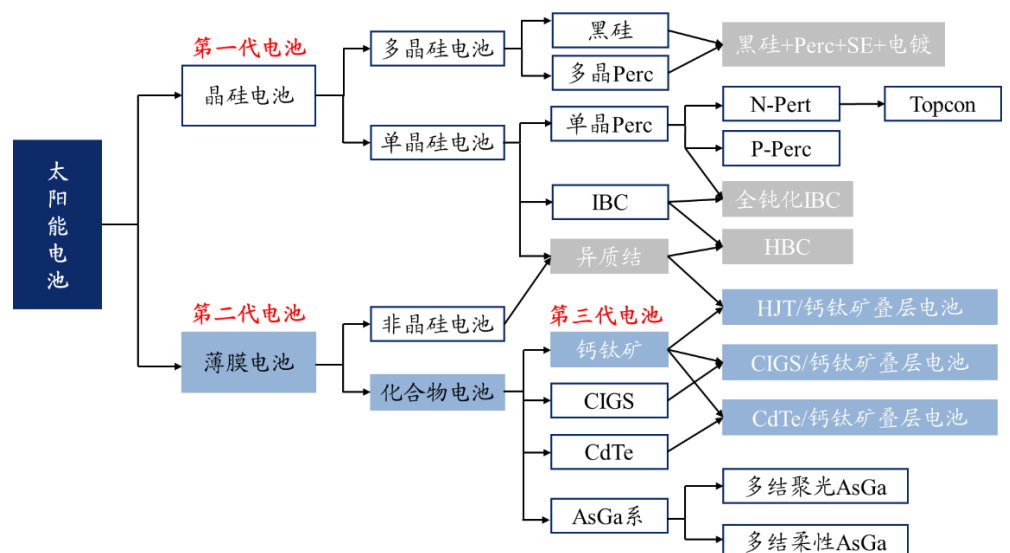 太阳能电池
第一代电池
晶硅电池
多晶硅电池
黑硅
多晶Perc
黑硅+Perc+SE+电镀
单晶硅电池
单晶Perc
N-Pert
Topcon
P-Perc
IBC
全钝化IBC
异质结
HBC
第二代电池
薄膜电池
非晶硅电池
第三代电池
钙钛矿
HJT/钙钛矿叠层电池
化合物电池
CIGS
CIGS/钙钛矿叠层电池
CdTe
CdTe/钙钛矿叠层电池
AsGa系
多结聚光AsGa
多结柔性AsGa